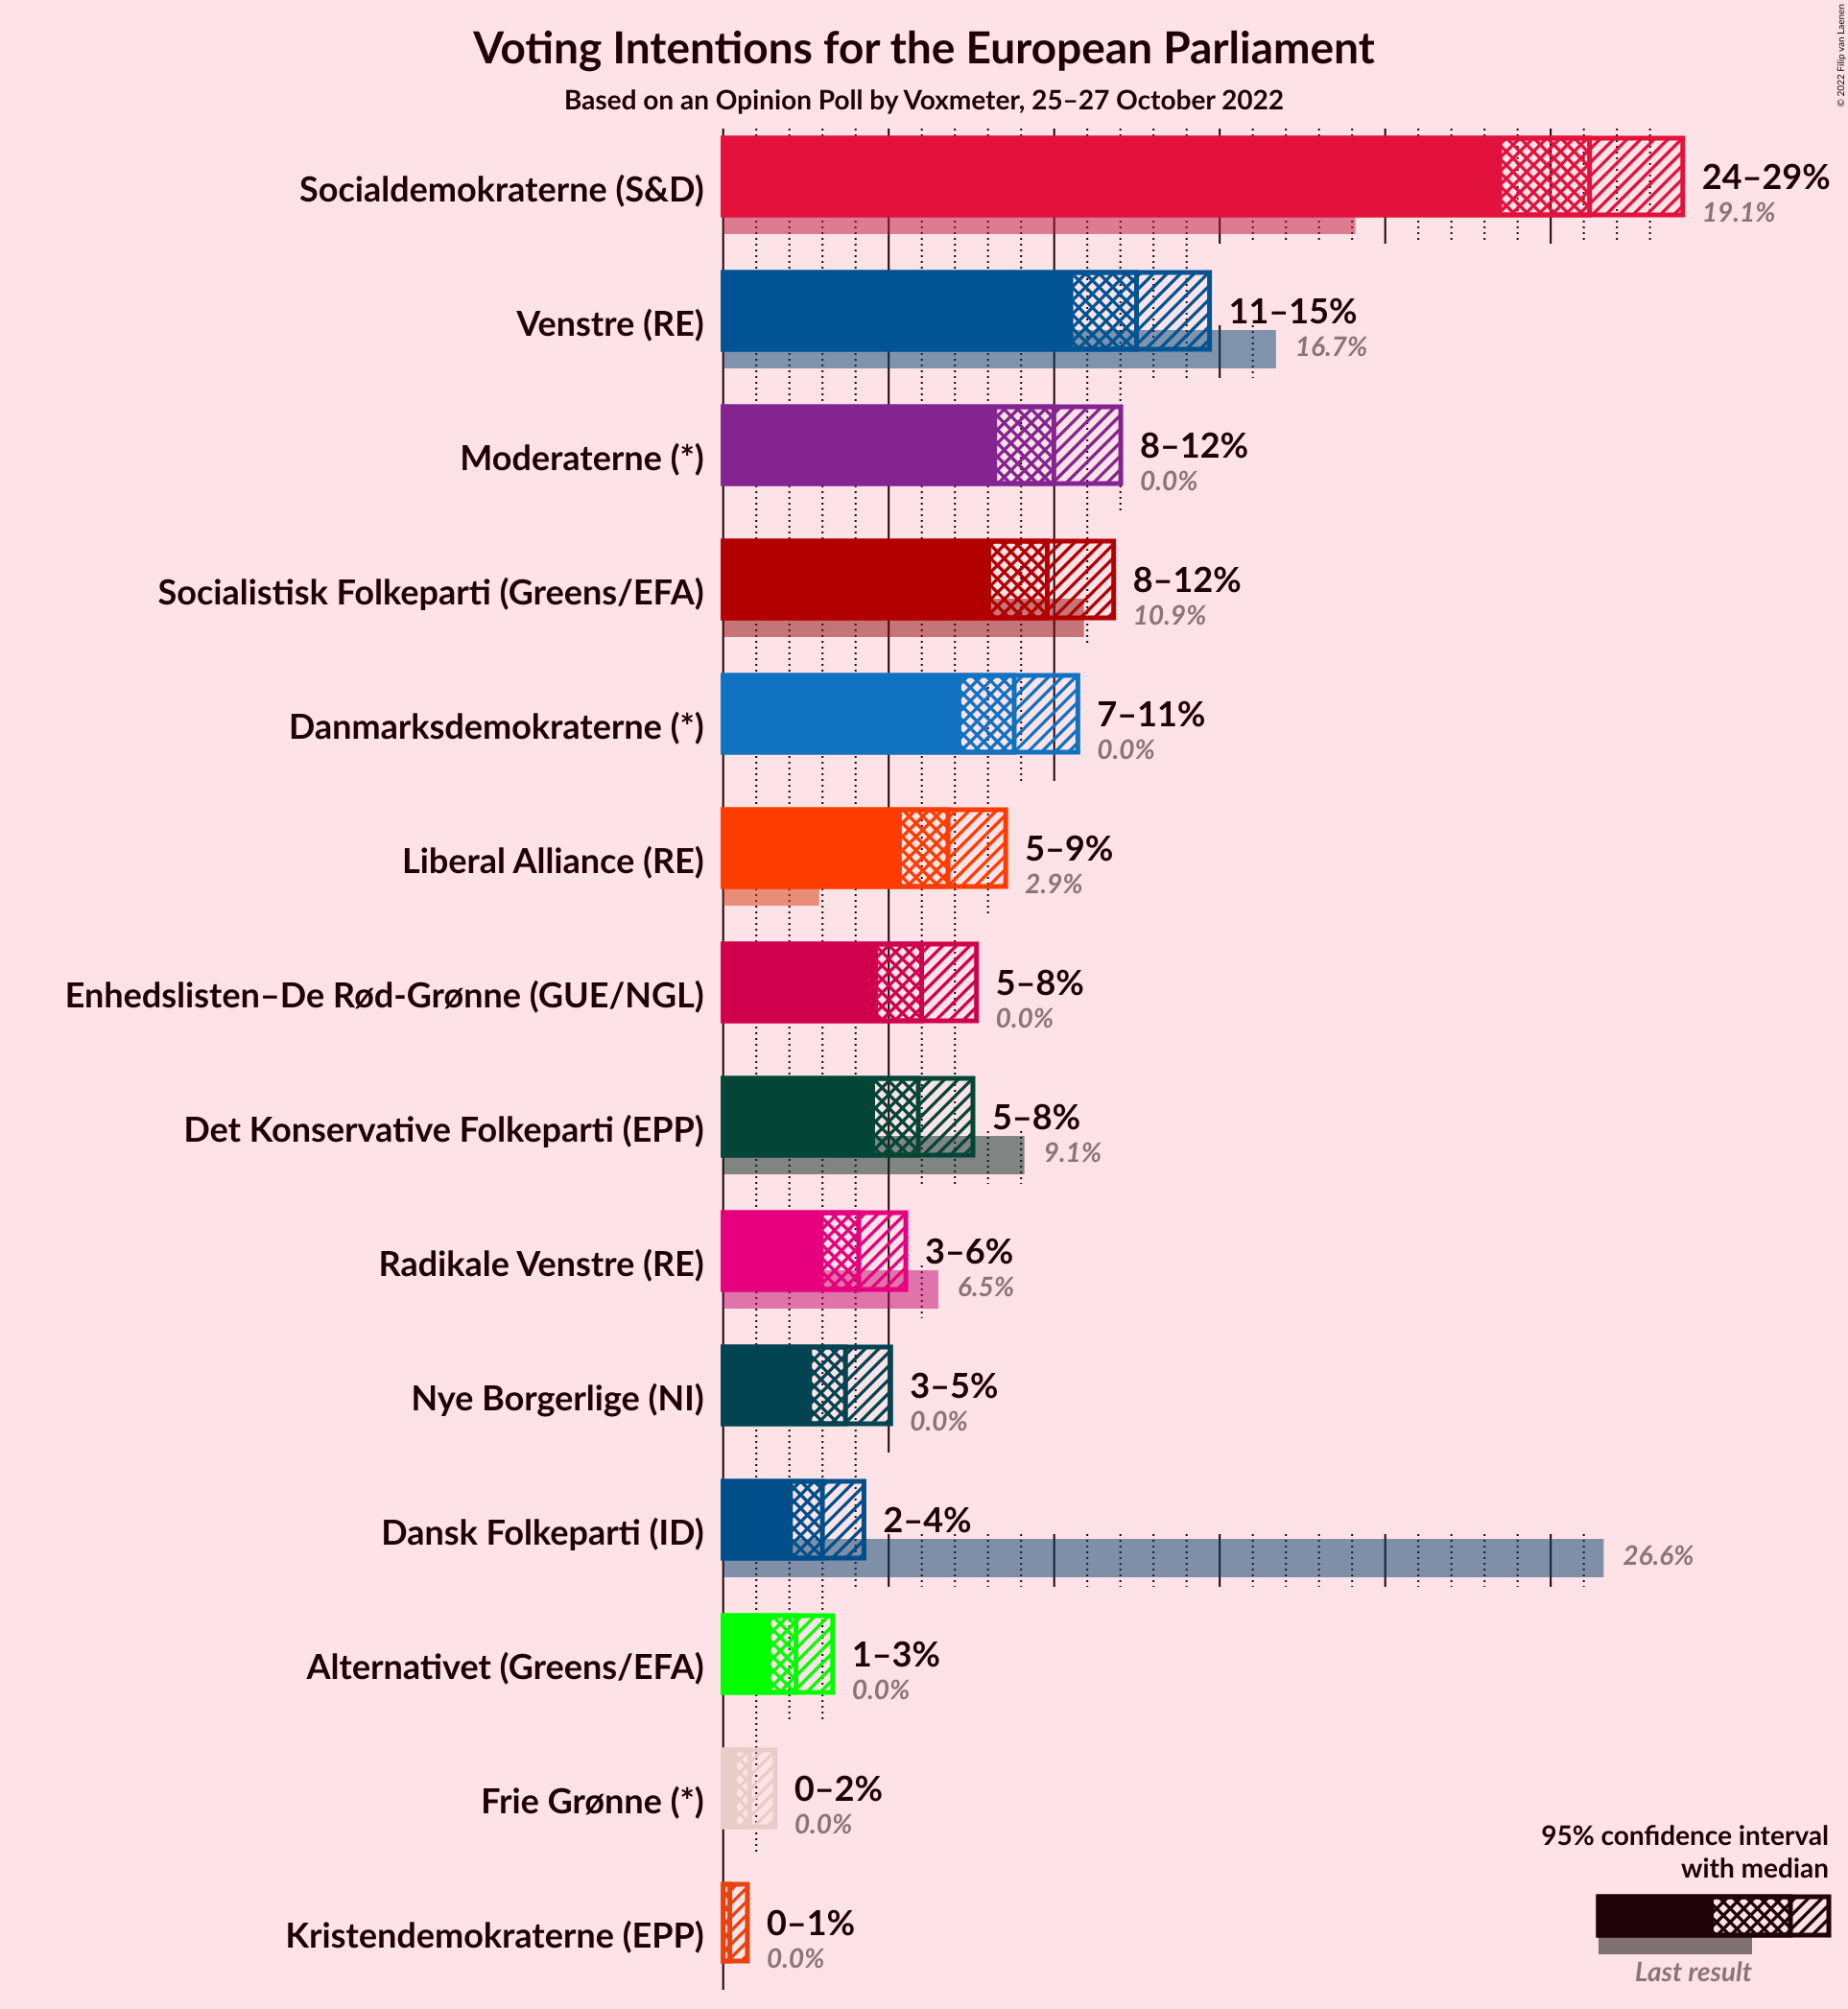 Voting Intentions for the European Parliament
Based on an Opinion Poll by Voxmeter, 25–27 October 2022
© 2022 Filip van Laenen
Socialdemokraterne (S&D)
24–29%
19.1%
Venstre (RE)
11–15%
16.7%
Moderaterne (*)
8–12%
0.0%
Socialistisk Folkeparti (Greens/EFA)
8–12%
10.9%
Danmarksdemokraterne (*)
7–11%
0.0%
Liberal Alliance (RE)
5–9%
2.9%
Enhedslisten–De Rød-Grønne (GUE/NGL)
5–8%
0.0%
Det Konservative Folkeparti (EPP)
5–8%
9.1%
Radikale Venstre (RE)
3–6%
6.5%
Nye Borgerlige (NI)
3–5%
0.0%
Dansk Folkeparti (ID)
2–4%
26.6%
Alternativet (Greens/EFA)
1–3%
0.0%
Frie Grønne (*)
0–2%
0.0%
Kristendemokraterne (EPP)
0–1%
0.0%
95% confidence interval
with median
Last result